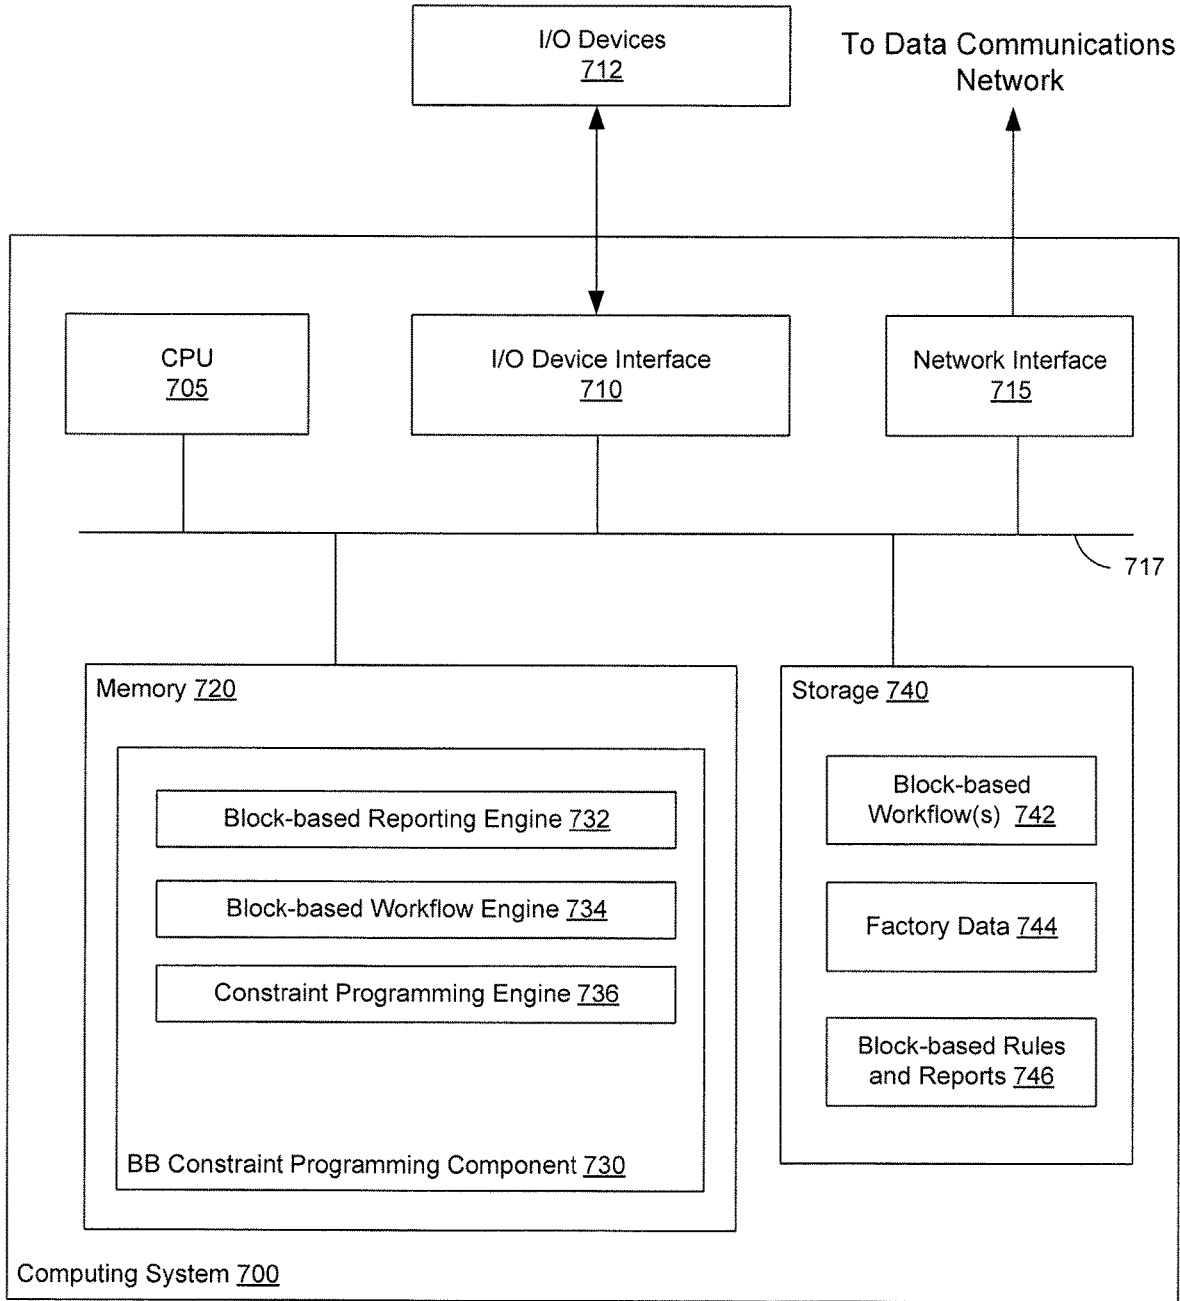 I/O Devices
712
To Data Communications
Network
CPU
705
I/O Device Interface
710
Network Interface
715
717
Memory 720
Block-based Reporting Engine 732
Block-based Workflow Engine 734
Constraint Programming Engine 736
BB Constraint Programming Component 730
Storage 740
Block-based
Workflow(s) 742
Factory Data 744
Block-based Rules
and Reports 746
Computing System 700